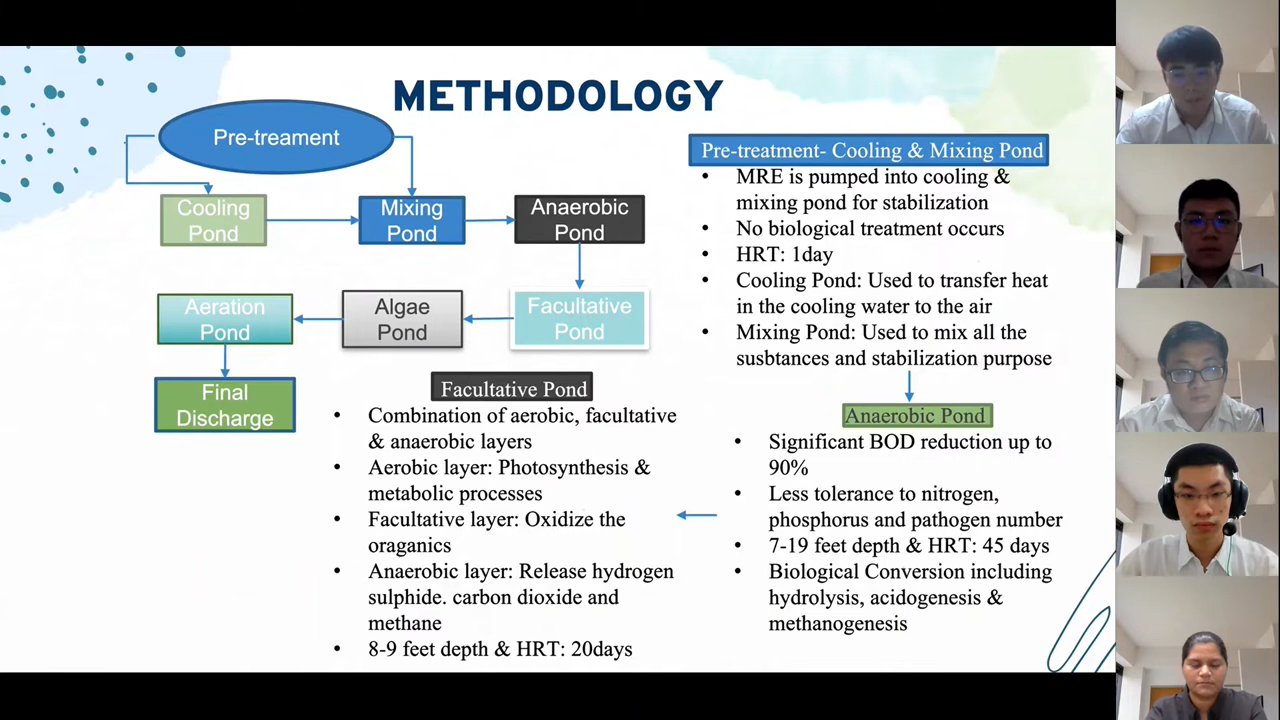 METHODOLOGY
Pre-treament
Cooling
Pond
Mixing
Pond
Anaerobic
Pond
Aeration
Pond
Algae
Pond
Facultative
Pond
Final
Discharge
Pre-treatment- Cooling & Mixing Pond
• MRE is pumped into cooling &
mixing pond for stabilization
• No biological treatment occurs
• HRT: 1day
• Cooling Pond: Used to transfer heat
in the cooling water to the air
• Mixing Pond: Used to mix all the
susbtances and stabilization purpose
Anaerobic Pond
• Significant BOD reduction up to
90%
• Less tolerance to nitrogen,
phosphorus and pathogen number
• 7-19 feet depth & HRT: 45 days
• Biological Conversion including
hydrolysis, acidogenesis &
methanogenesis
Facultative Pond
• Combination of aerobic, facultative
& anaerobic layers
• Aerobic layer: Photosynthesis &
metabolic processes
• Facultative layer: Oxidize the
oraganics
• Anaerobic layer: Release hydrogen
sulphide. carbon dioxide and
methane
• 8-9 feet depth & HRT: 20days